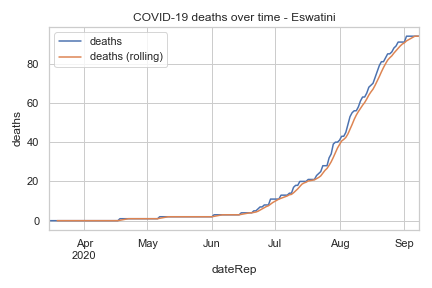 COVID-19 deaths over time - Eswatini
deaths
deaths (rolling)
80
60
40
20
0
deaths
Apr
2020
May
Jun
Jul
Aug
Sep
dateRep